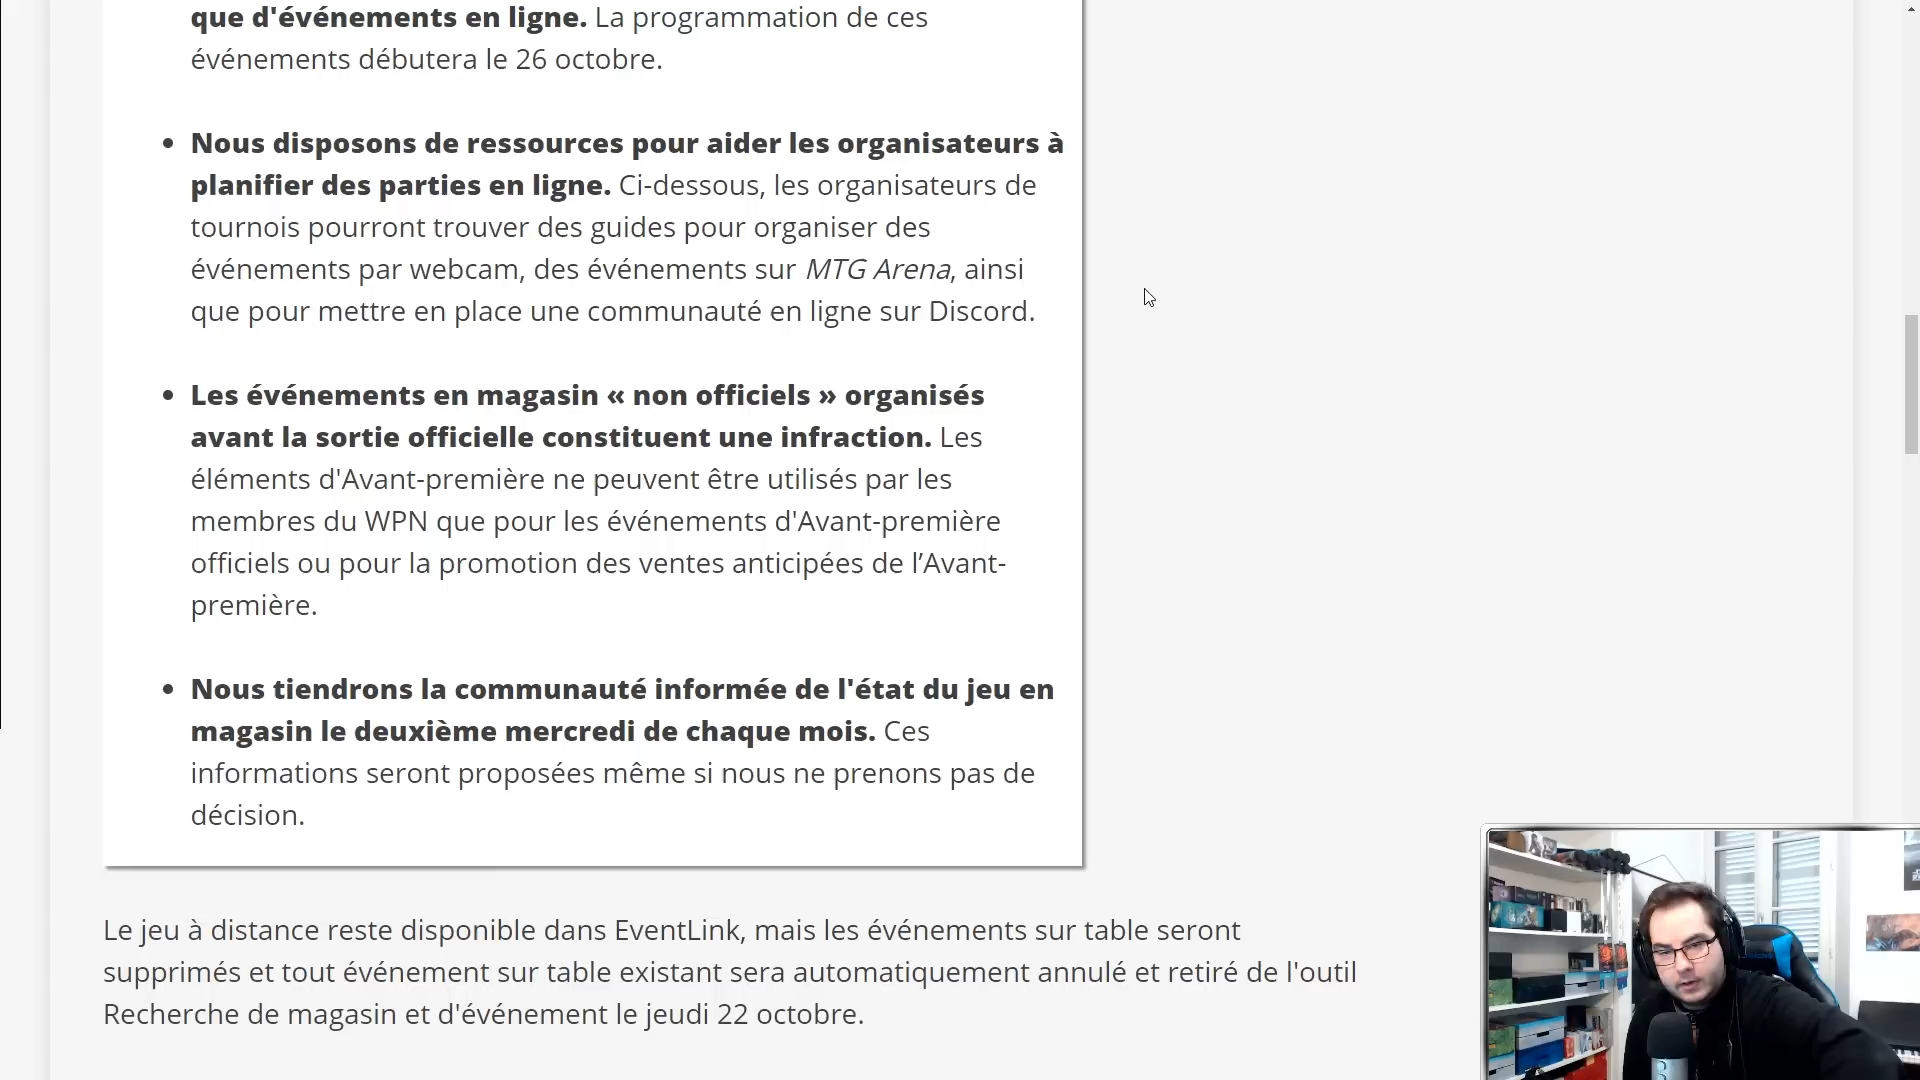 que d'événements en ligne. La programmation de ces
événements débutera le 26 octobre.
• Nous disposons de ressources pour aider les organisateurs à
planifier des parties en ligne. Ci-dessous, les organisateurs de
tournois pourront trouver des guides pour organiser des
événements par webcam, des événements sur MTG Arena, ainsi
que pour mettre en place une communauté en ligne sur Discord.
• Les événements en magasin « non officiels » organisés
avant la sortie officielle constituent une infraction. Les
éléments d'Avant-première ne peuvent être utilisés par les
membres du WPN que pour les événements d'Avant-première
officiels ou pour la promotion des ventes anticipées de l’Avant-
première.
• Nous tiendrons la communauté informée de l'état du jeu en
magasin le deuxième mercredi de chaque mois. Ces
informations seront proposées même si nous ne prenons pas de
décision.
Le jeu à distance reste disponible dans EventLink, mais les événements sur table seront
supprimés et tout événement sur table existant sera automatiquement annulé et retiré de l'outil
Recherche de magasin et d'événement le jeudi 22 octobre.